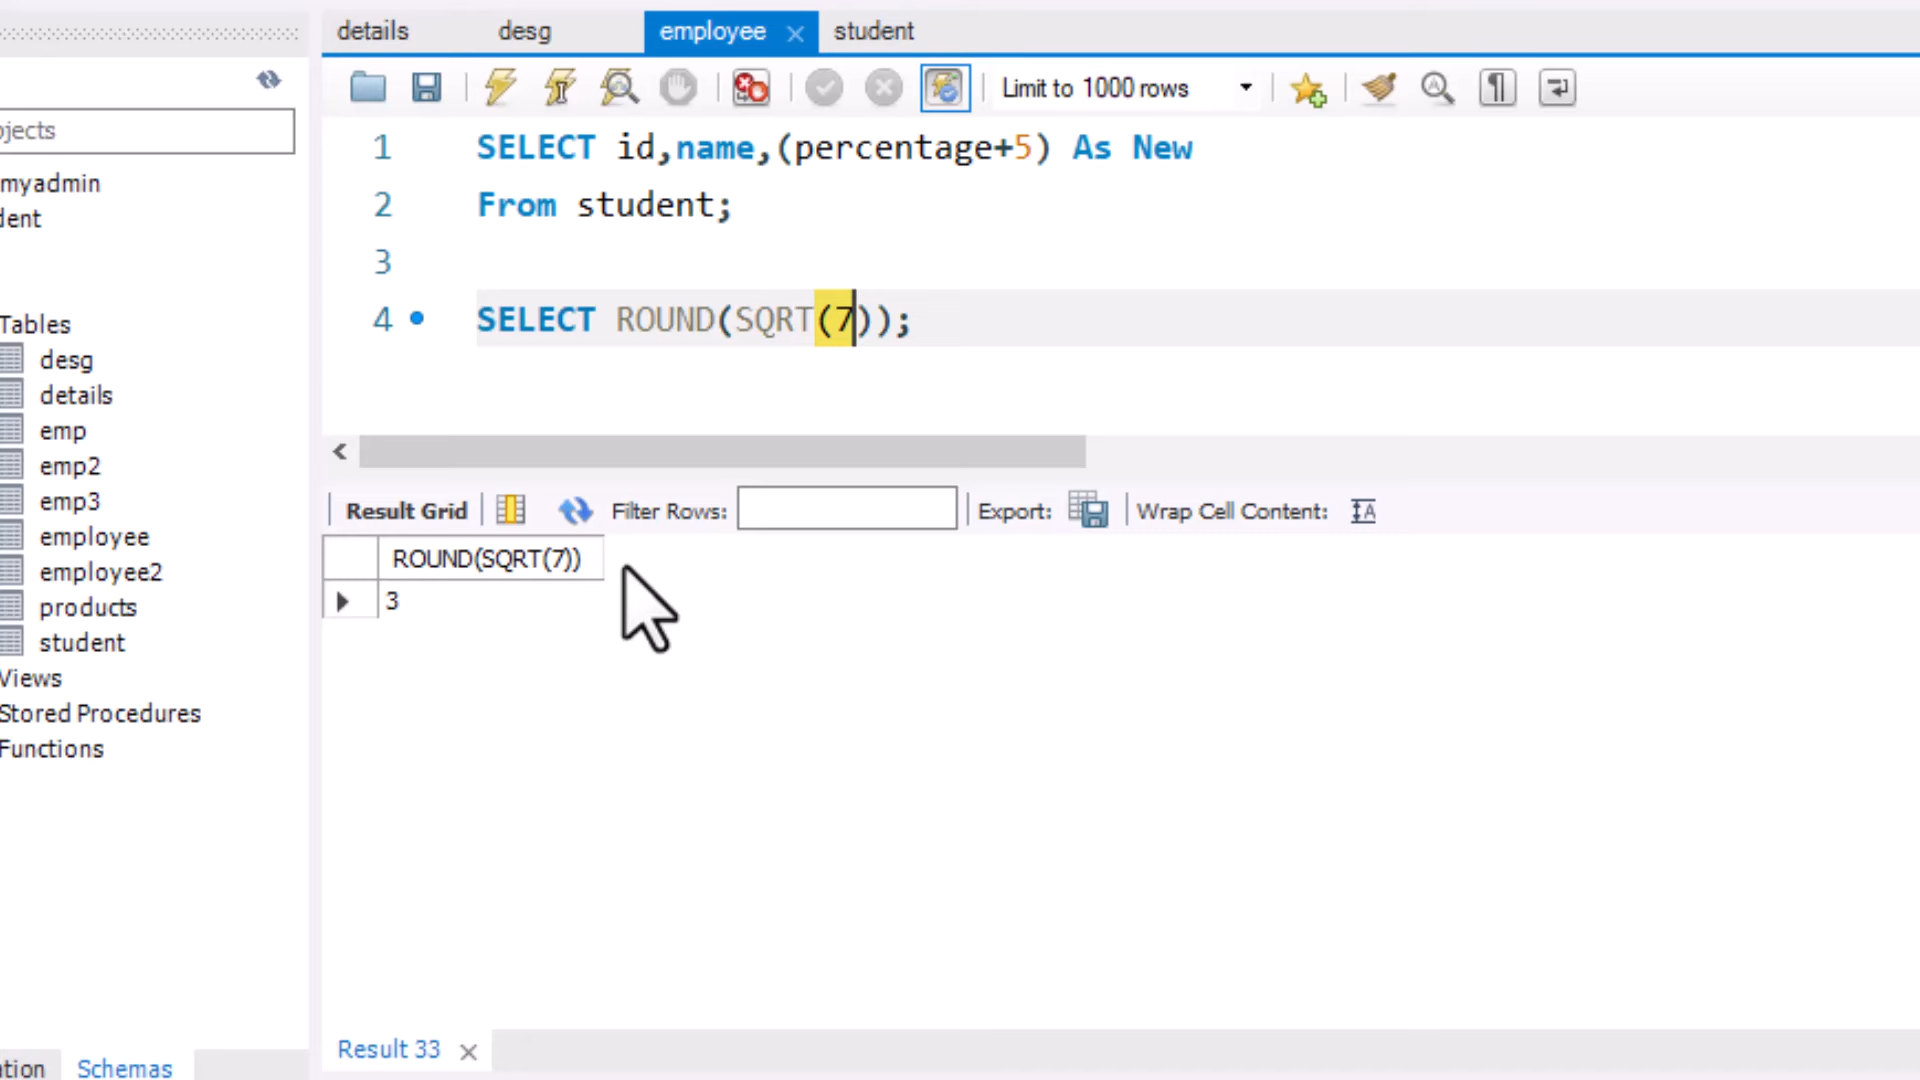 details
desg
employee
student
Limit to 1000 rows
1 SELECT id,name,(percentage+5) As New
2 From student;
3
4 SELECT ROUND(SQRT(7));
jects
myadmin
dent
Tables
desg
details
emp
emp2
emp3
employee
employee2
products
student
Views
Stored Procedures
Functions
Result Grid
Filter Rows:
Export:
Wrap Cell Content:
ROUND(SQRT(7))
3
Result 33
ation
Schemas